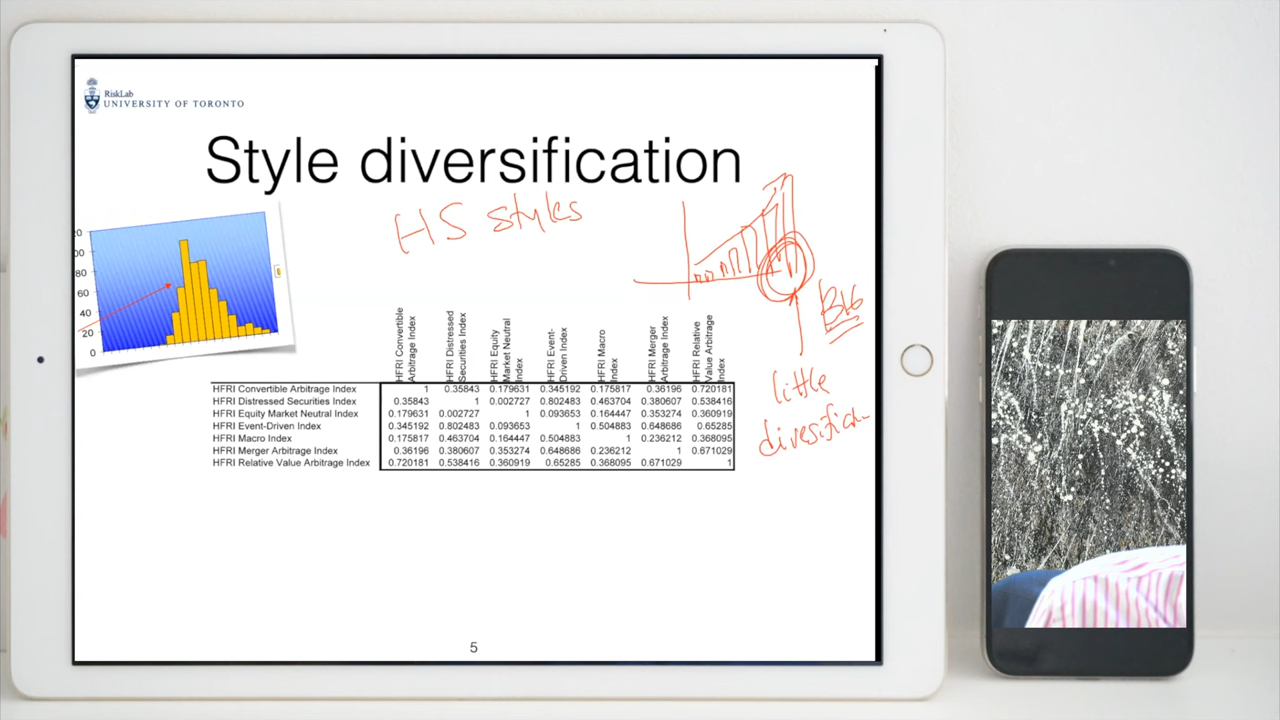 RiskLab
UNIVERSITY OF TORONTO
Style diversification
HS styles
20
00
80
60
40
20
0
BIG
little
HFRI Convertible Arbitrage Index
HFRI Distressed Securities Index
HFRI Equity Market Neutral Index
HFRI Event-Driven Index
HFRI Macro Index
HFRI Merger Arbitrage Index
HFRI Relative Value Arbitrage Index
HFRI Convertible Arbitrage Index 1 0.35843 0.179631 0.345192 0.175817 0.36196 0.720181
HFRI Distressed Securities Index 0.35843 1 0.002727 0.802483 0.463704 0.380607 0.538416
HFRI Equity Market Neutral Index 0.179631 0.002727 1 0.093653 0.164447 0.353274 0.360919
HFRI Event-Driven Index 0.345192 0.802483 0.093653 1 0.504883 0.648686 0.65285
HFRI Macro Index 0.175817 0.463704 0.164447 0.504883 1 0.236212 0.368095
HFRI Merger Arbitrage Index 0.36196 0.380607 0.353274 0.648686 0.236212 1 0.671029
HFRI Relative Value Arbitrage Index 0.720181 0.538416 0.360919 0.65285 0.368095 0.671029 1
5